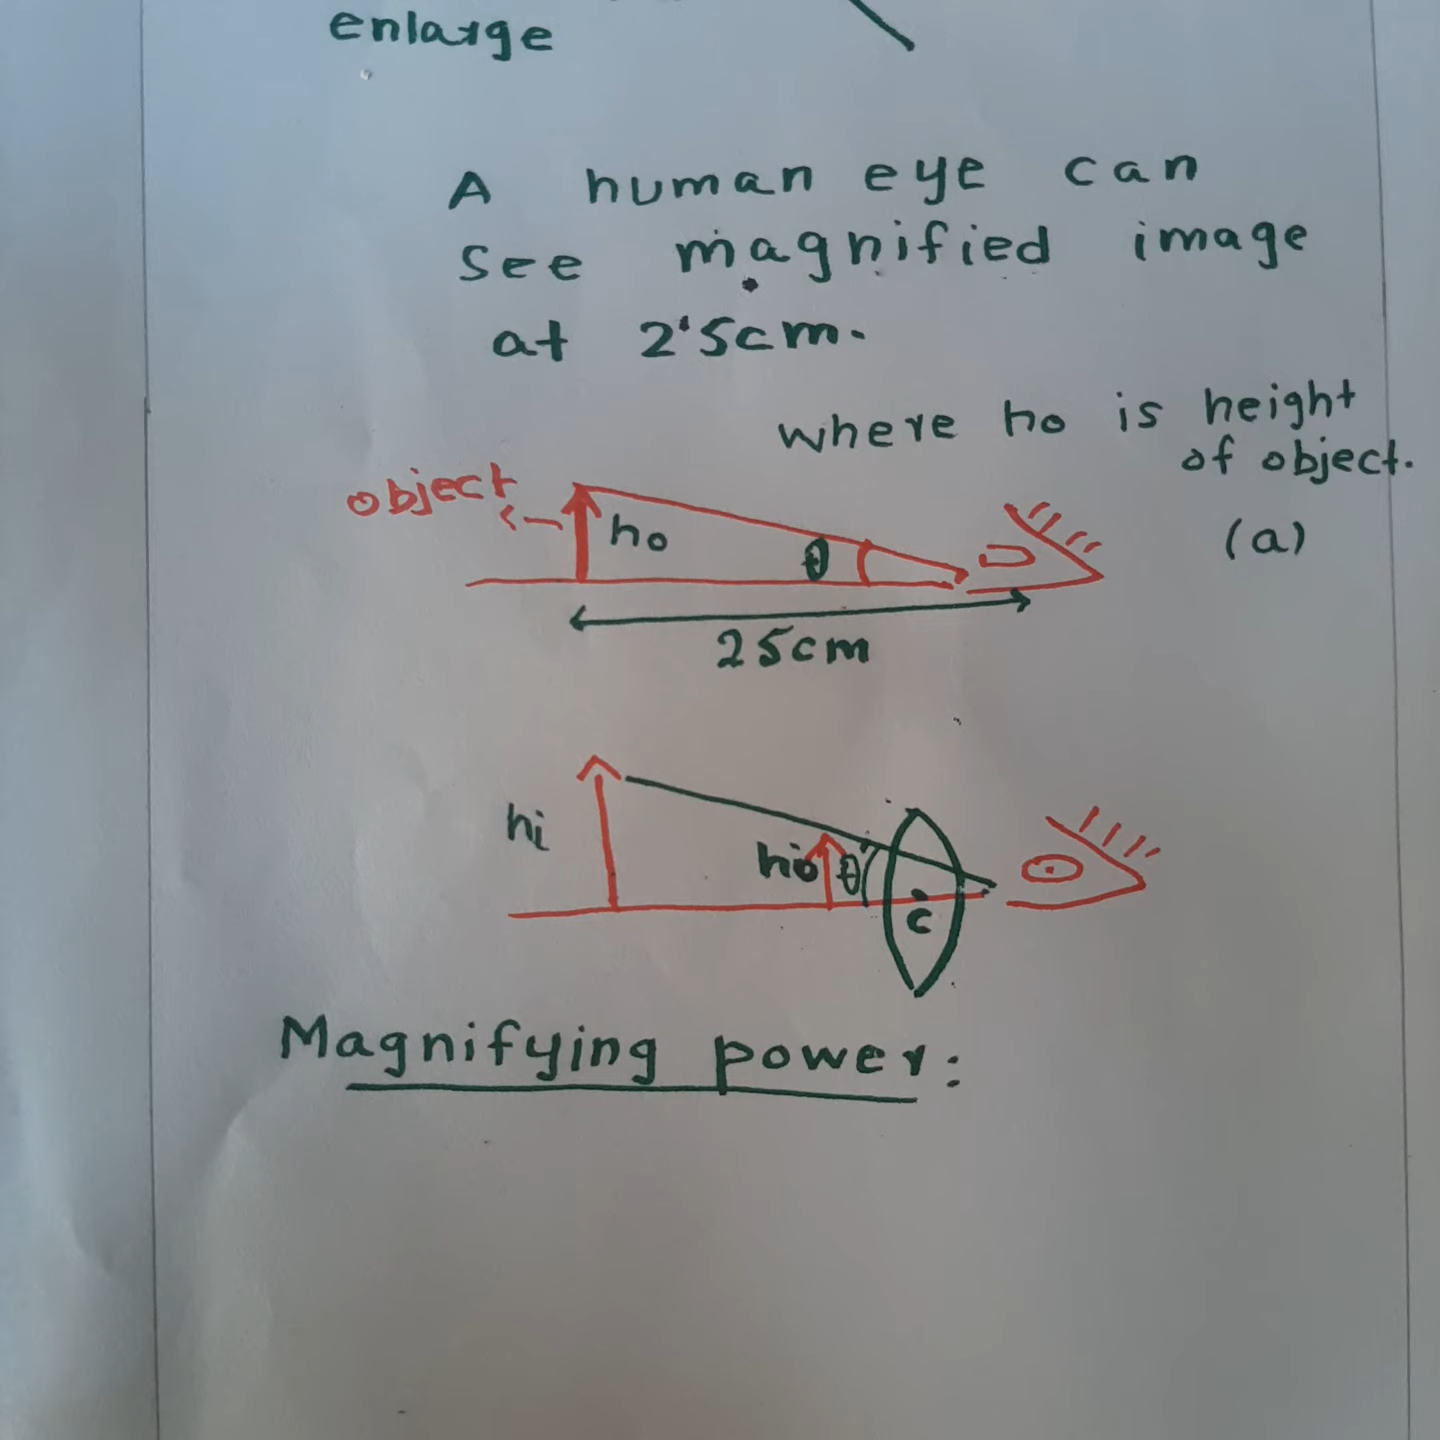 enlarge
A human eye can
see magnified image
at 2'5cm.
where ho is height
of object.
object
ho
θ
(a)
25cm
hi
ho
θ
c
Magnifying power: